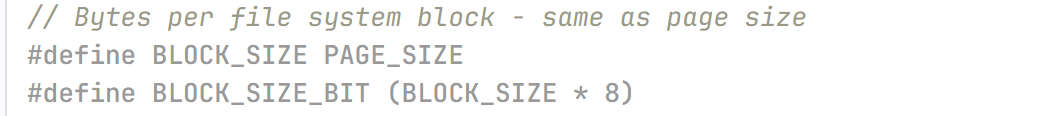 // Bytes per file system block - same as page size
#define BLOCK_SIZE PAGE_SIZE
#define BLOCK_SIZE_BIT (BLOCK_SIZE * 8)